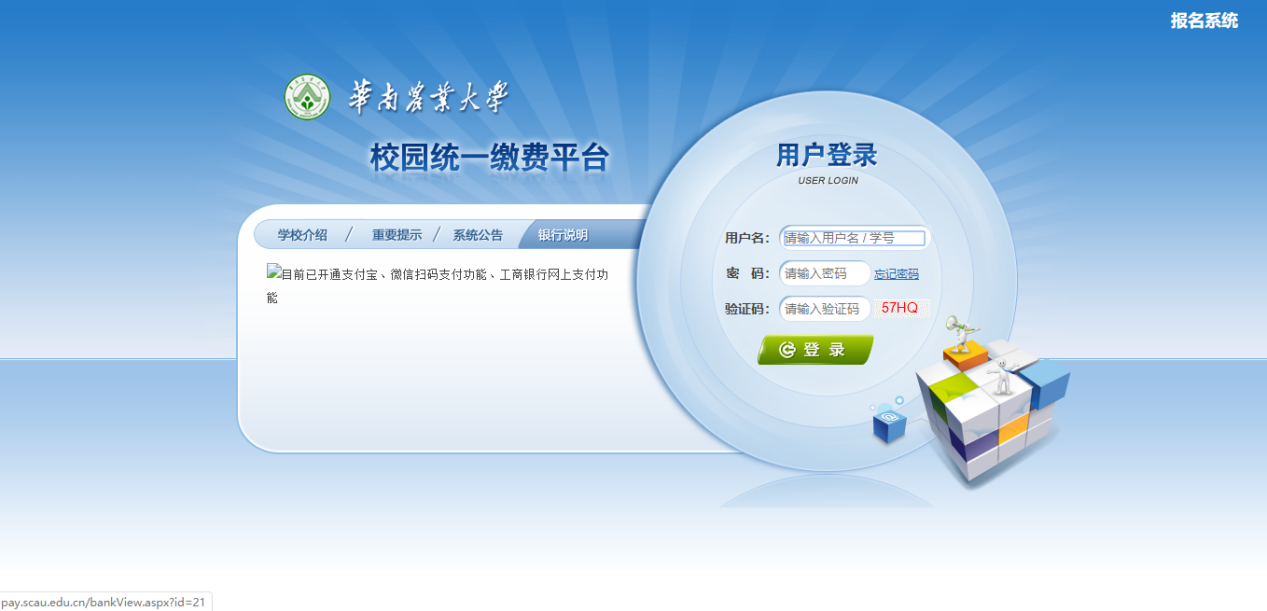 报名系统
華南農業大学
校园统一缴费平台
用户登录
USER LOGIN
学校介绍 / 重要提示 / 系统公告 银行说明
目前已开通支付宝、微信扫码支付功能、工商银行网上支付功
能
用户名： 请输入用户名 / 学号
密 码： 请输入密码 忘记密码
验证码： 请输入验证码 57HQ
登 录
pay.scau.edu.cn/bankView.aspx?id=21